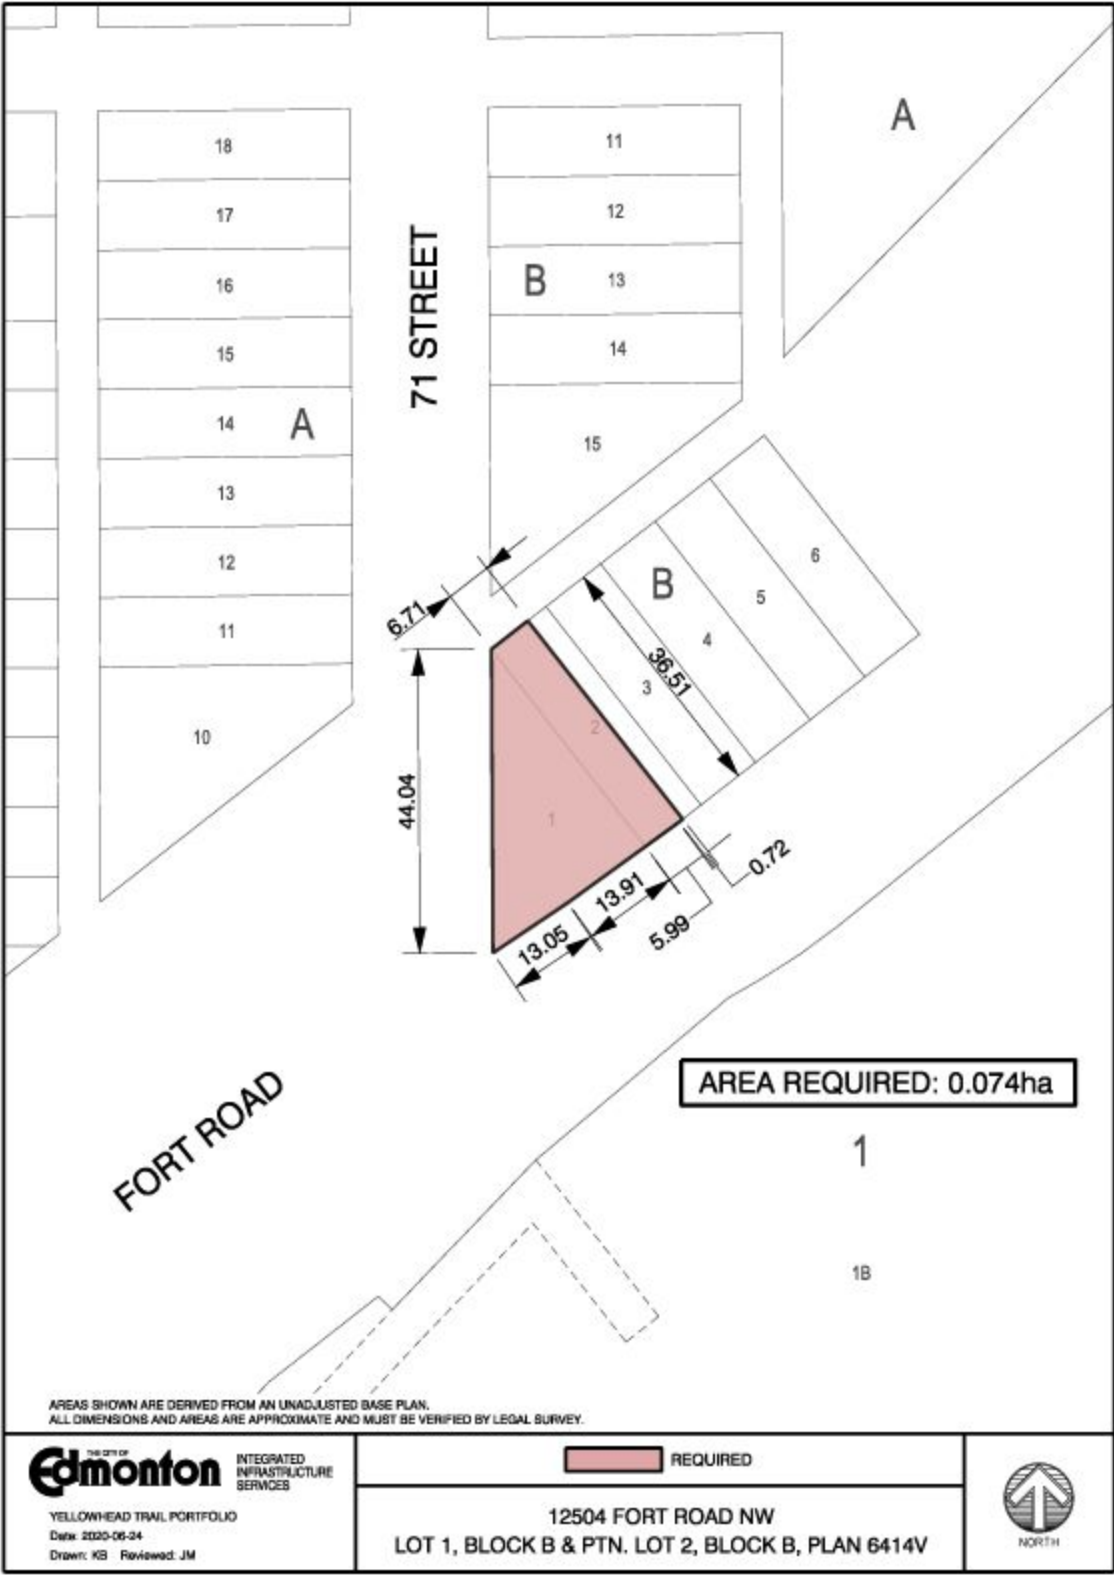 A
18
11
17
12
16
B
13
15
14
71 STREET
14
A
15
13
12
6
B
5
11
6.71
4
36.51
3
2
10
44.04
1
0.72
13.91
5.99
13.05
AREA REQUIRED: 0.074ha
FORT ROAD
1
1B
AREAS SHOWN ARE DERIVED FROM AN UNADJUSTED BASE PLAN.
ALL DIMENSIONS AND AREAS ARE APPROXIMATE AND MUST BE VERIFIED BY LEGAL SURVEY.
THE CITY OF
Edmonton
INTEGRATED
INFRASTRUCTURE
SERVICES
YELLOWHEAD TRAIL PORTFOLIO
Date: 2020-06-24
Drawn: KB Reviewed: JM
REQUIRED
12504 FORT ROAD NW
LOT 1, BLOCK B & PTN. LOT 2, BLOCK B, PLAN 6414V
NORTH